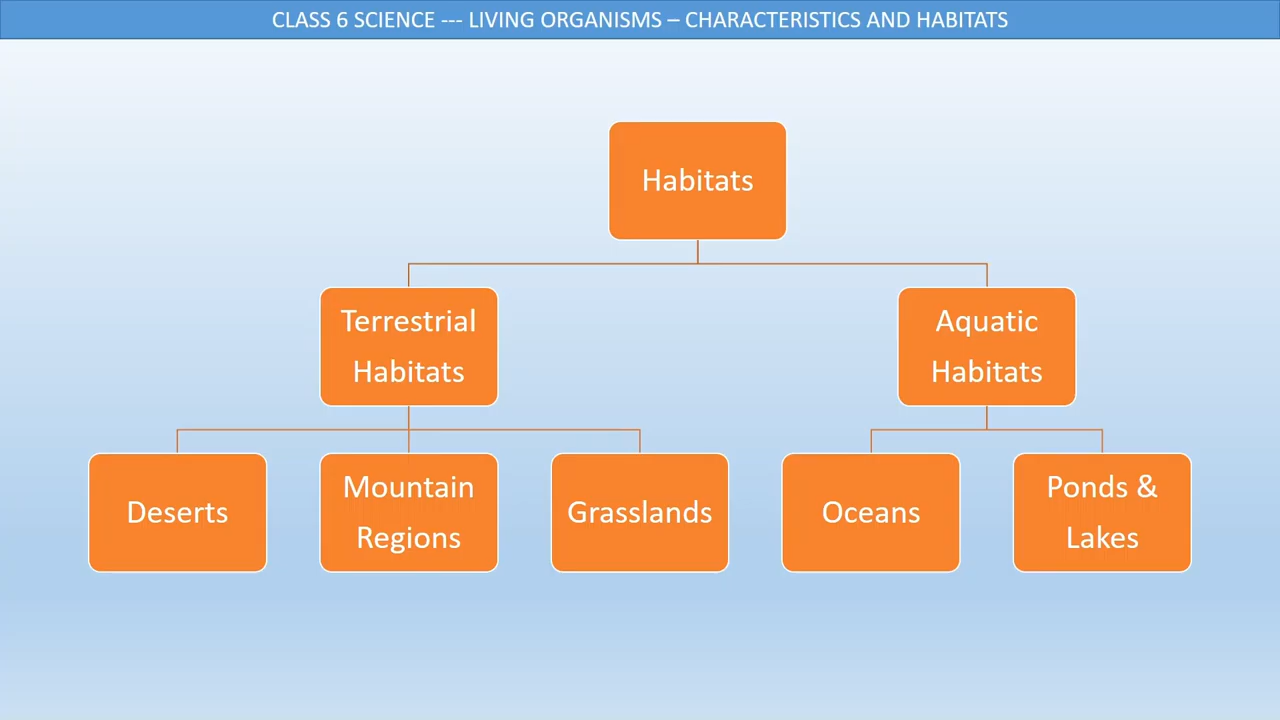 CLASS 6 SCIENCE --- LIVING ORGANISMS – CHARACTERISTICS AND HABITATS
Habitats
Terrestrial
Habitats
Aquatic
Habitats
Deserts
Mountain
Regions
Grasslands
Oceans
Ponds &
Lakes